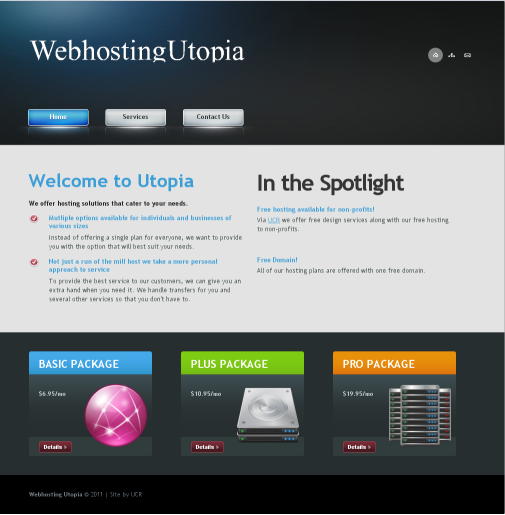 WebhostingUtopia
Home
Services
Contact Us
Welcome to Utopia
We offer hosting solutions that cater to your needs.
Multiple options available for individuals and businesses of
various sizes
Instead of offering a single plan for everyone, we want to provide
you with the option that will best suit your needs.
Not just a run of the mill host we take a more personal
approach to service
To provide the best service to our customers, we can give you an
extra hand when you need it. We handle transfers for you and
several other services so that you don't have to.
In the Spotlight
Free hosting available for non-profits!
Via UCR we offer free design services along with our free hosting
to non-profits.
Free Domain!
All of our hosting plans are offered with one free domain.
BASIC PACKAGE
$6.95/mo
Details >
PLUS PACKAGE
$10.95/mo
Details >
PRO PACKAGE
$19.95/mo
Details >
Webhosting Utopia © 2011 | Site by UCR